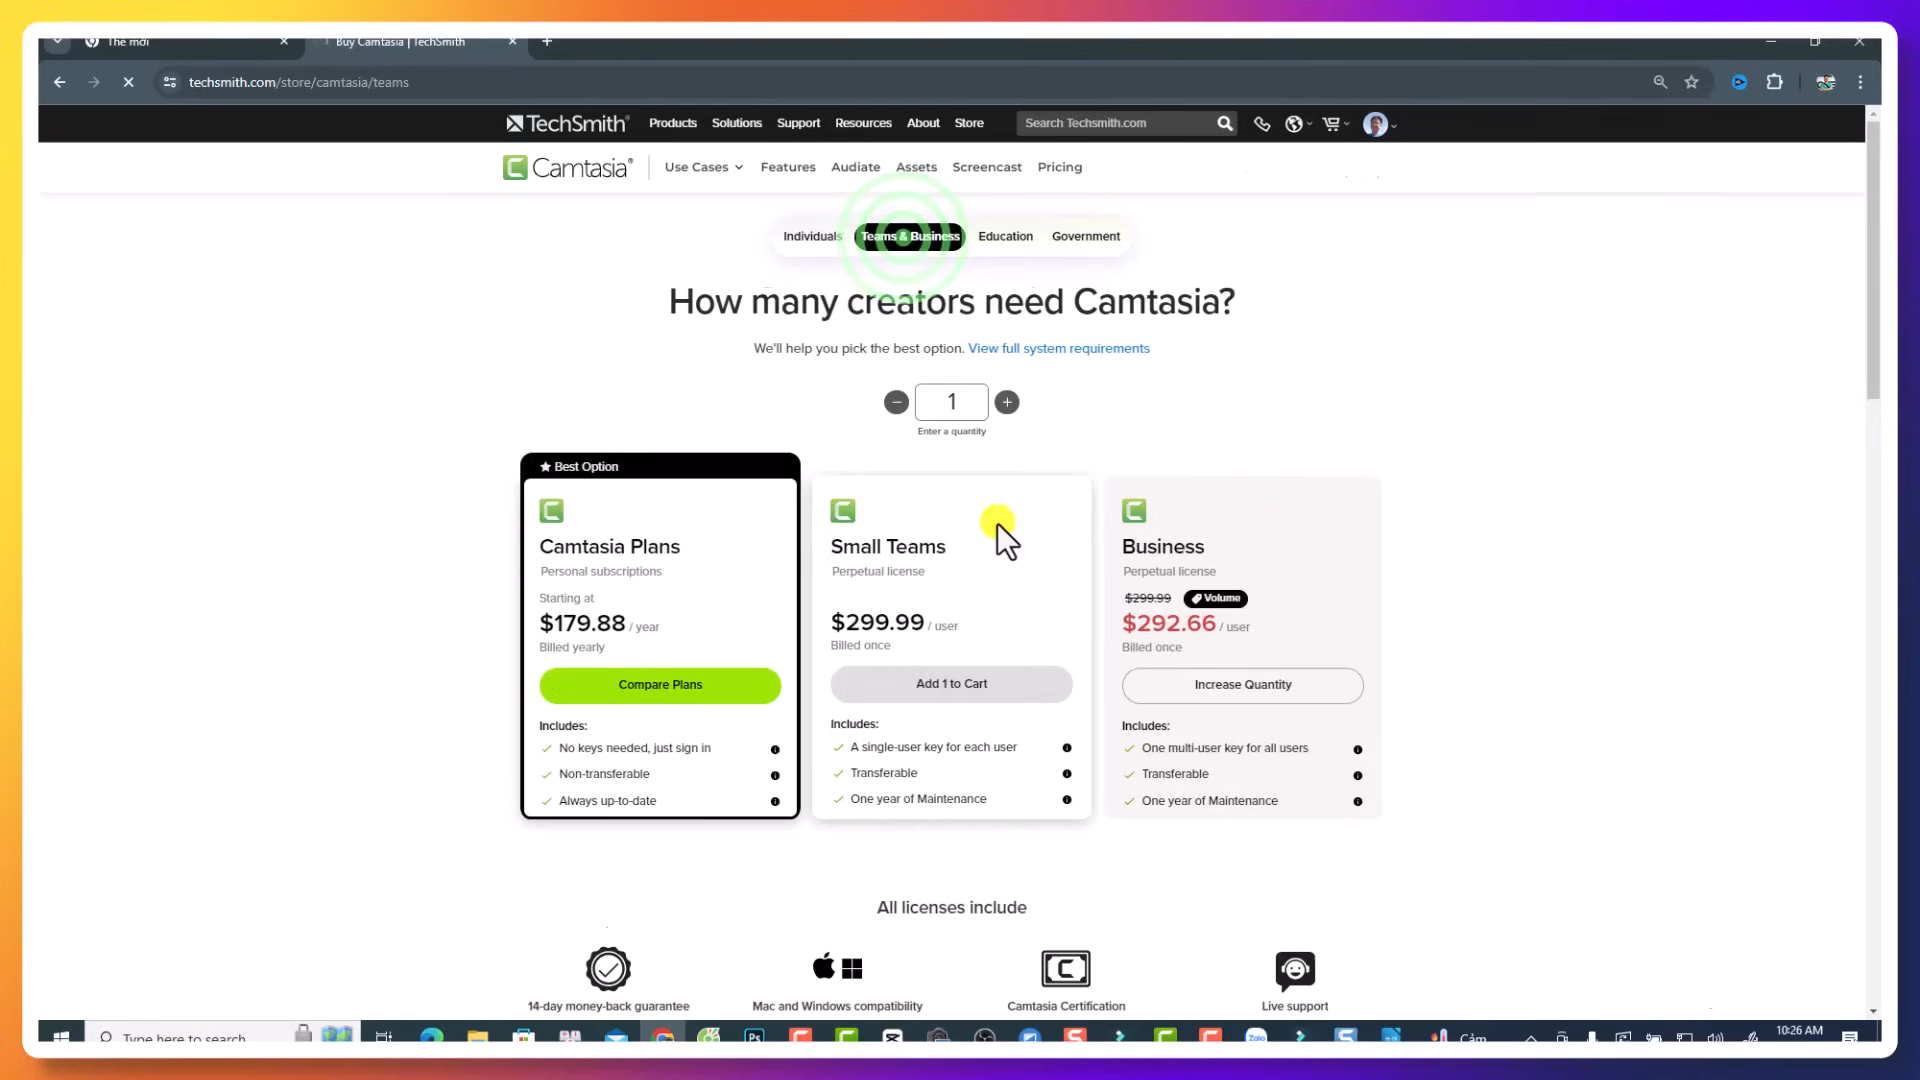 Thẻ mới
Buy Camtasia | TechSmith
techsmith.com/store/camtasia/teams
TechSmith® Products Solutions Support Resources About Store Search Techsmith.com
Camtasia® Use Cases Features Audiate Assets Screencast Pricing
Individuals Teams & Business Education Government
How many creators need Camtasia?
We'll help you pick the best option. View full system requirements
1
Enter a quantity
Best Option
Camtasia Plans
Personal subscriptions
Starting at
$179.88 / year
Billed yearly
Compare Plans
Includes:
No keys needed, just sign in
Non-transferable
Always up-to-date
Small Teams
Perpetual license
$299.99 / user
Billed once
Add 1 to Cart
Includes:
A single-user key for each user
Transferable
One year of Maintenance
Business
Perpetual license
$299.99 Volume
$292.66 / user
Billed once
Increase Quantity
Includes:
One multi-user key for all users
Transferable
One year of Maintenance
All licenses include
14-day money-back guarantee
Mac and Windows compatibility
Camtasia Certification
Live support
Type here to search
Ps
Zalo
Cảm
10:26 AM